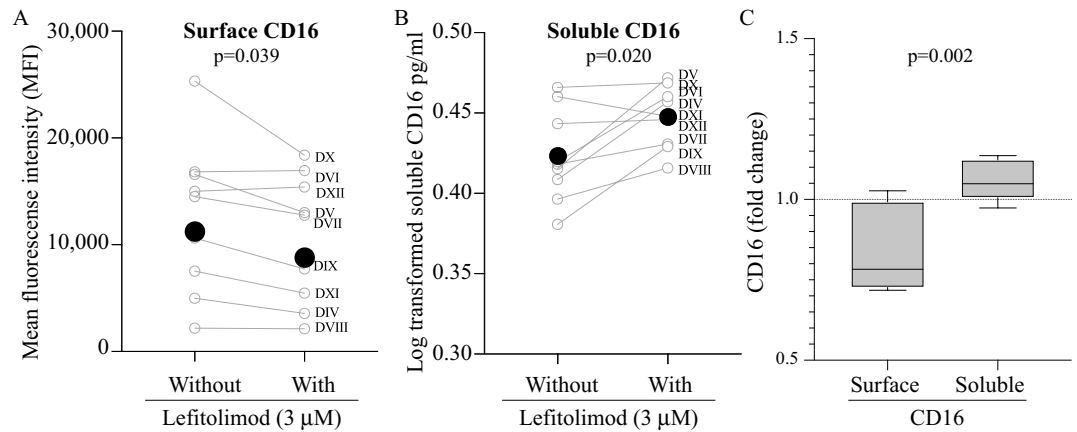 A
Surface CD16
p=0.039
Mean fluorescense intensity (MFI)
30,000
20,000
10,000
0
DX
DVI
DXII
DV
DVII
DIX
DXI
DIV
DVIII
Without
With
Lefitolimod (3 µM)
B
Soluble CD16
p=0.020
Log transformed soluble CD16 pg/ml
0.50
0.45
0.40
0.35
0.30
DV
DX
DVI
DIV
DXI
DXII
DVII
DIX
DVIII
Without
With
Lefitolimod (3 µM)
C
p=0.002
CD16 (fold change)
1.5
1.0
0.5
Surface
Soluble
CD16